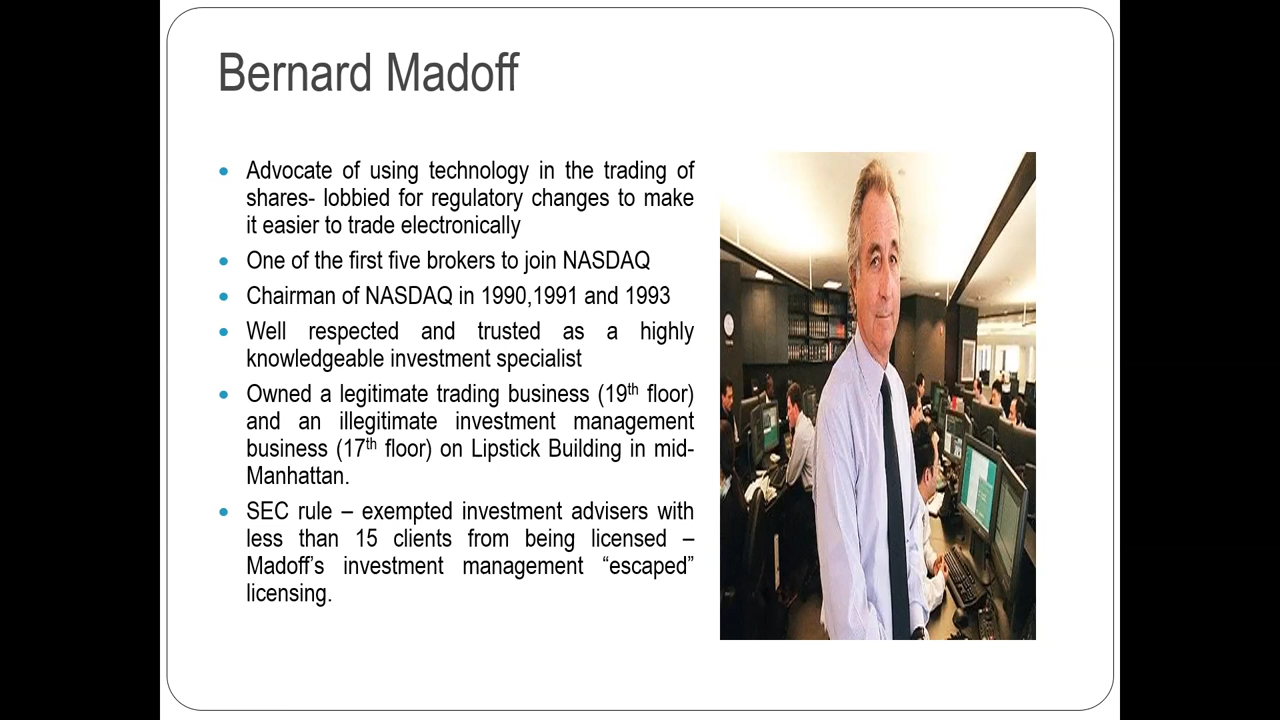 Bernard Madoff
Advocate of using technology in the trading of
shares- lobbied for regulatory changes to make
it easier to trade electronically
One of the first five brokers to join NASDAQ
Chairman of NASDAQ in 1990,1991 and 1993
Well respected and trusted as a highly
knowledgeable investment specialist
Owned a legitimate trading business (19th floor)
and an illegitimate investment management
business (17th floor) on Lipstick Building in mid-
Manhattan.
SEC rule – exempted investment advisers with
less than 15 clients from being licensed –
Madoff’s investment management “escaped”
licensing.